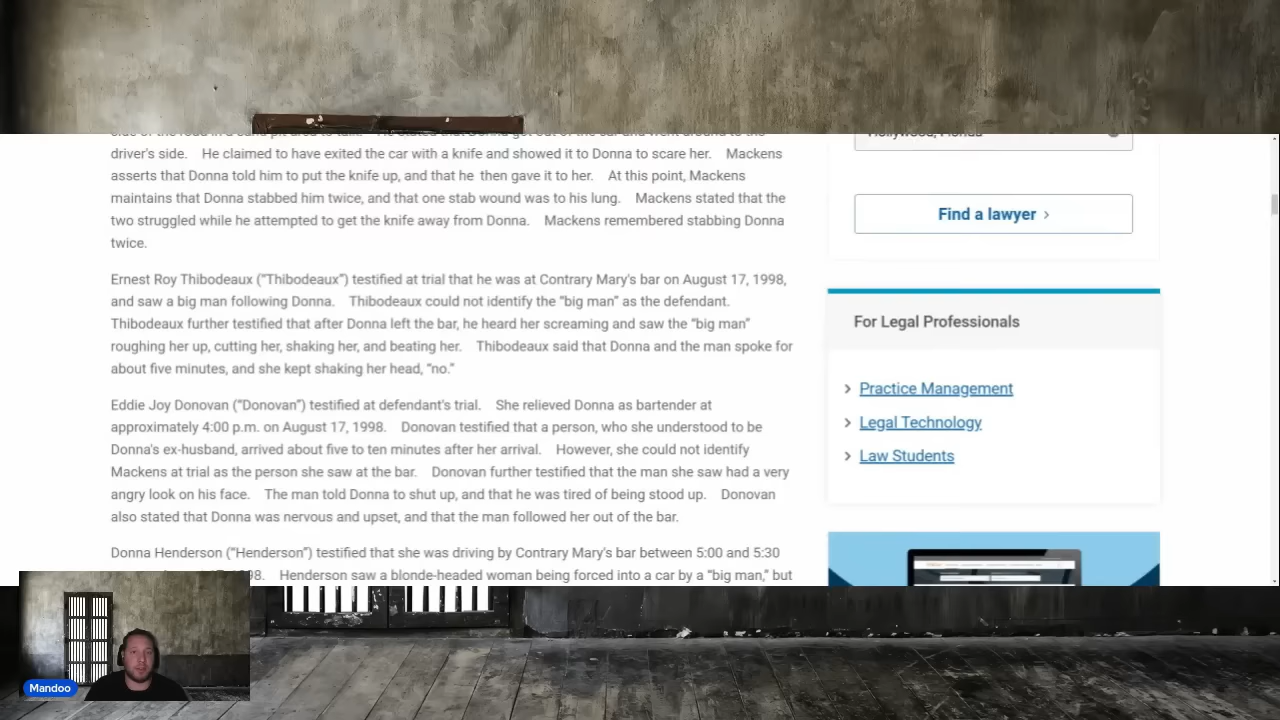 driver's side. He claimed to have exited the car with a knife and showed it to Donna to scare her. Mackens
asserts that Donna told him to put the knife up, and that he then gave it to her. At this point, Mackens
maintains that Donna stabbed him twice, and that one stab wound was to his lung. Mackens stated that the
two struggled while he attempted to get the knife away from Donna. Mackens remembered stabbing Donna
twice.
Ernest Roy Thibodeaux (“Thibodeaux”) testified at trial that he was at Contrary Mary's bar on August 17, 1998,
and saw a big man following Donna. Thibodeaux could not identify the “big man” as the defendant.
Thibodeaux further testified that after Donna left the bar, he heard her screaming and saw the “big man”
roughing her up, cutting her, shaking her, and beating her. Thibodeaux said that Donna and the man spoke for
about five minutes, and she kept shaking her head, “no.”
Eddie Joy Donovan (“Donovan”) testified at defendant's trial. She relieved Donna as bartender at
approximately 4:00 p.m. on August 17, 1998. Donovan testified that a person, who she understood to be
Donna's ex-husband, arrived about five to ten minutes after her arrival. However, she could not identify
Mackens at trial as the person she saw at the bar. Donovan further testified that the man she saw had a very
angry look on his face. The man told Donna to shut up, and that he was tired of being stood up. Donovan
also stated that Donna was nervous and upset, and that the man followed her out of the bar.
Donna Henderson (“Henderson”) testified that she was driving by Contrary Mary's bar between 5:00 and 5:30
98. Henderson saw a blonde-headed woman being forced into a car by a “big man,” but
Hollywood, Florida
Find a lawyer ›
For Legal Professionals
Practice Management
Legal Technology
Law Students
Mandoo